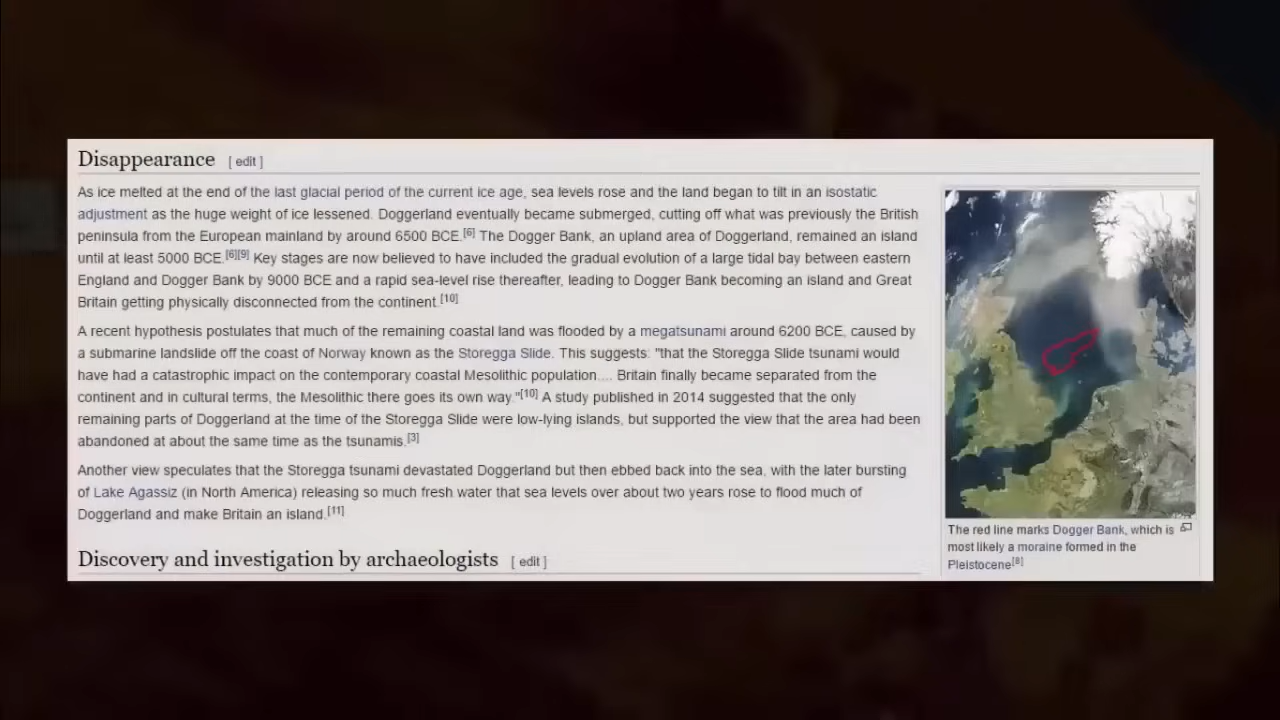 Disappearance [ edit ]
As ice melted at the end of the last glacial period of the current ice age, sea levels rose and the land began to tilt in an isostatic
adjustment as the huge weight of ice lessened. Doggerland eventually became submerged, cutting off what was previously the British
peninsula from the European mainland by around 6500 BCE.[6] The Dogger Bank, an upland area of Doggerland, remained an island
until at least 5000 BCE.[6][9] Key stages are now believed to have included the gradual evolution of a large tidal bay between eastern
England and Dogger Bank by 9000 BCE and a rapid sea-level rise thereafter, leading to Dogger Bank becoming an island and Great
Britain getting physically disconnected from the continent.[10]
A recent hypothesis postulates that much of the remaining coastal land was flooded by a megatsunami around 6200 BCE, caused by
a submarine landslide off the coast of Norway known as the Storegga Slide. This suggests: "that the Storegga Slide tsunami would
have had a catastrophic impact on the contemporary coastal Mesolithic population.... Britain finally became separated from the
continent and in cultural terms, the Mesolithic there goes its own way."[10] A study published in 2014 suggested that the only
remaining parts of Doggerland at the time of the Storegga Slide were low-lying islands, but supported the view that the area had been
abandoned at about the same time as the tsunamis.[3]
Another view speculates that the Storegga tsunami devastated Doggerland but then ebbed back into the sea, with the later bursting
of Lake Agassiz (in North America) releasing so much fresh water that sea levels over about two years rose to flood much of
Doggerland and make Britain an island.[11]
The red line marks Dogger Bank, which is
most likely a moraine formed in the
Pleistocene[8]
Discovery and investigation by archaeologists [ edit ]